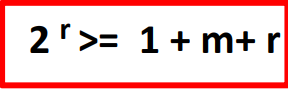 2 ʳ >= 1 + m+ r